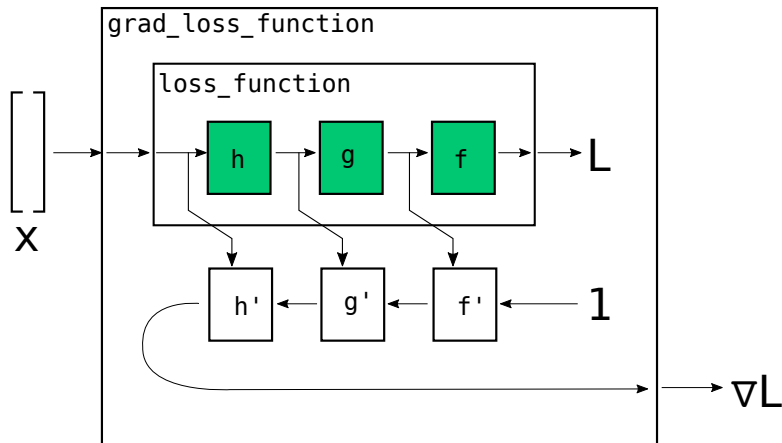 grad_loss_function
loss_function
h
g
f
L
x
h'
g'
f'
1
∇L